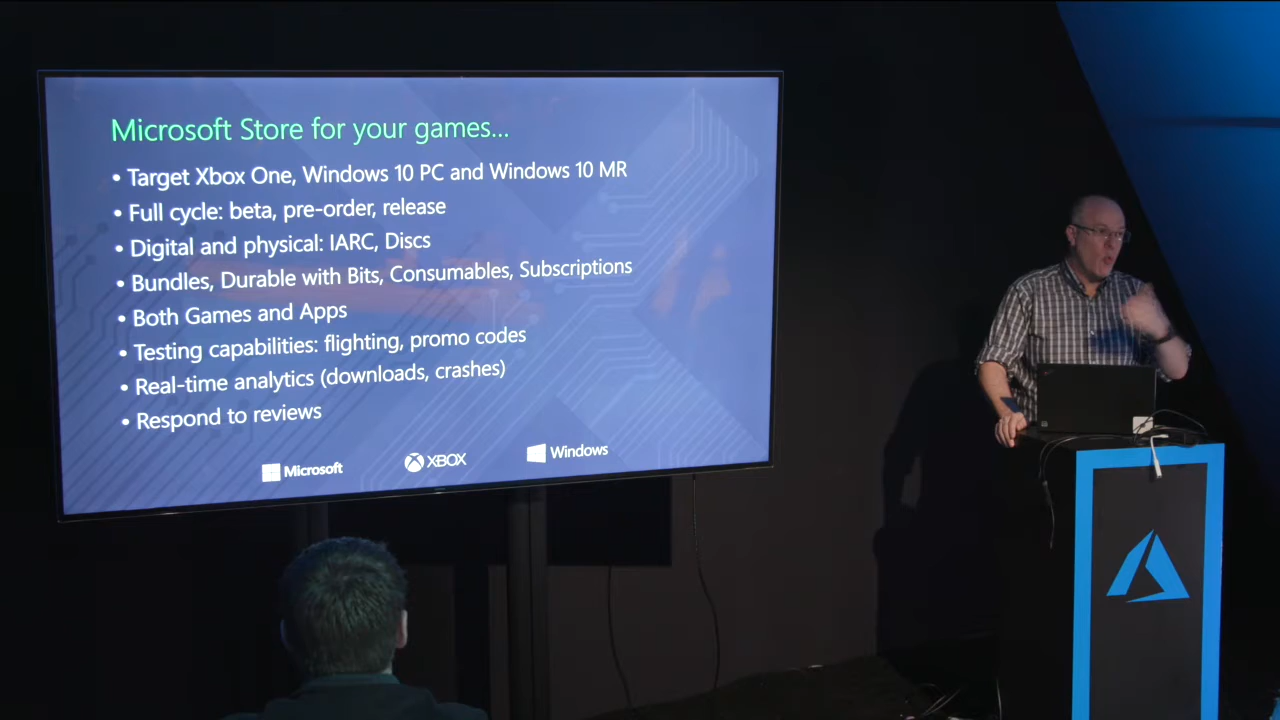 Microsoft Store for your games...
• Target Xbox One, Windows 10 PC and Windows 10 MR
• Full cycle: beta, pre-order, release
• Digital and physical: IARC, Discs
• Bundles, Durable with Bits, Consumables, Subscriptions
• Both Games and Apps
• Testing capabilities: flighting, promo codes
• Real-time analytics (downloads, crashes)
• Respond to reviews
Microsoft XBOX Windows